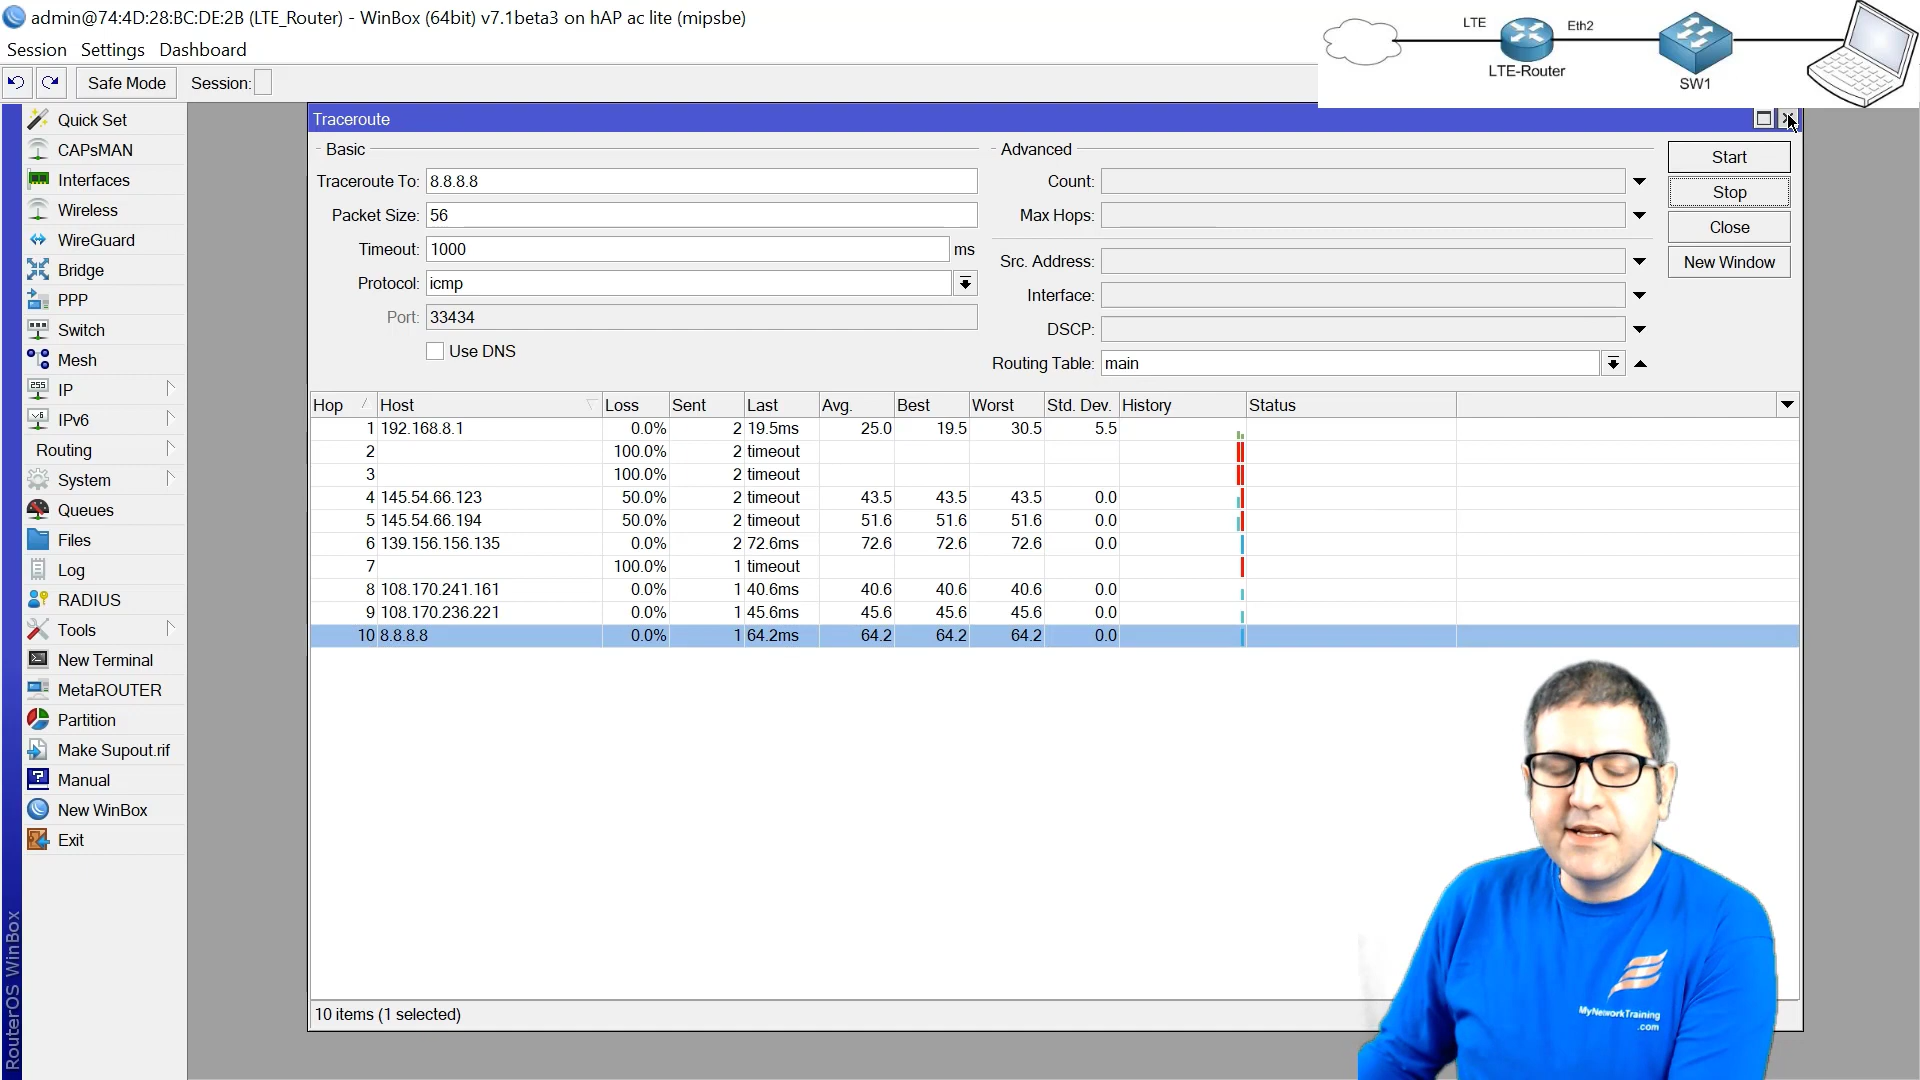 admin@74:4D:28:BC:DE:2B (LTE_Router) - WinBox (64bit) v7.1beta3 on hAP ac lite (mipsbe)
Session Settings Dashboard
Safe Mode Session:
LTE Eth2
LTE-Router
SW1
Quick Set
CAPsMAN
Interfaces
Wireless
WireGuard
Bridge
PPP
Switch
Mesh
IP
IPv6
Routing
System
Queues
Files
Log
RADIUS
Tools
New Terminal
MetaROUTER
Partition
Make Supout.rif
Manual
New WinBox
Exit
RouterOS WinBox
Traceroute
Basic
Traceroute To: 8.8.8.8
Packet Size: 56
Timeout: 1000 ms
Protocol: icmp
Port: 33434
Use DNS
Advanced
Count:
Max Hops:
Src. Address:
Interface:
DSCP:
Routing Table: main
Start
Stop
Close
New Window
Hop Host Loss Sent Last Avg. Best Worst Std. Dev. History Status
1 192.168.8.1 0.0% 2 19.5ms 25.0 19.5 30.5 5.5
2 100.0% 2 timeout
3 100.0% 2 timeout
4 145.54.66.123 50.0% 2 timeout 43.5 43.5 43.5 0.0
5 145.54.66.194 50.0% 2 timeout 51.6 51.6 51.6 0.0
6 139.156.156.135 0.0% 2 72.6ms 72.6 72.6 72.6 0.0
7 100.0% 1 timeout
8 108.170.241.161 0.0% 1 40.6ms 40.6 40.6 40.6 0.0
9 108.170.236.221 0.0% 1 45.6ms 45.6 45.6 45.6 0.0
10 8.8.8.8 0.0% 1 64.2ms 64.2 64.2 64.2 0.0
10 items (1 selected)
MyNetworkTraining
.com